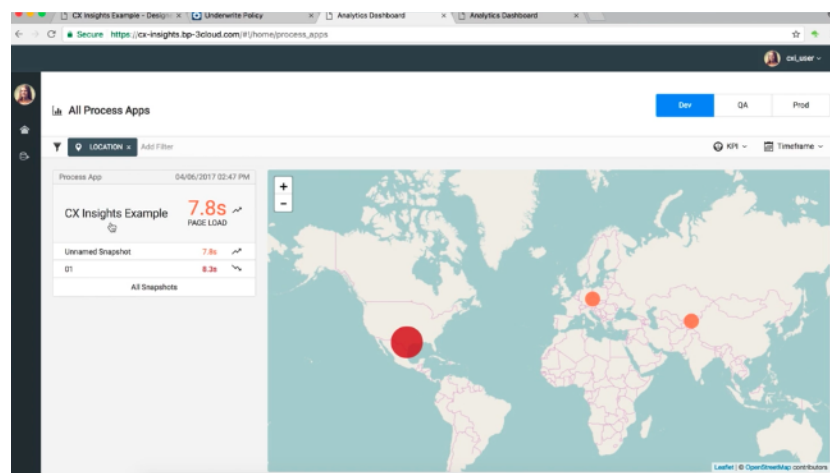 CX Insights Example - Design
Underwrite Policy
Analytics Dashboard
Analytics Dashboard
Secure https://cx-insights.bp-3cloud.com/#!/home/process_apps
cxi_user
All Process Apps
Dev
QA
Prod
LOCATION ×
Add Filter
KPI
Timeframe
Process App
04/06/2017 02:47 PM
CX Insights Example
7.8s
PAGE LOAD
Unnamed Snapshot
7.8s
01
8.3s
All Snapshots
+
-
Leaflet | © OpenStreetMap contributors